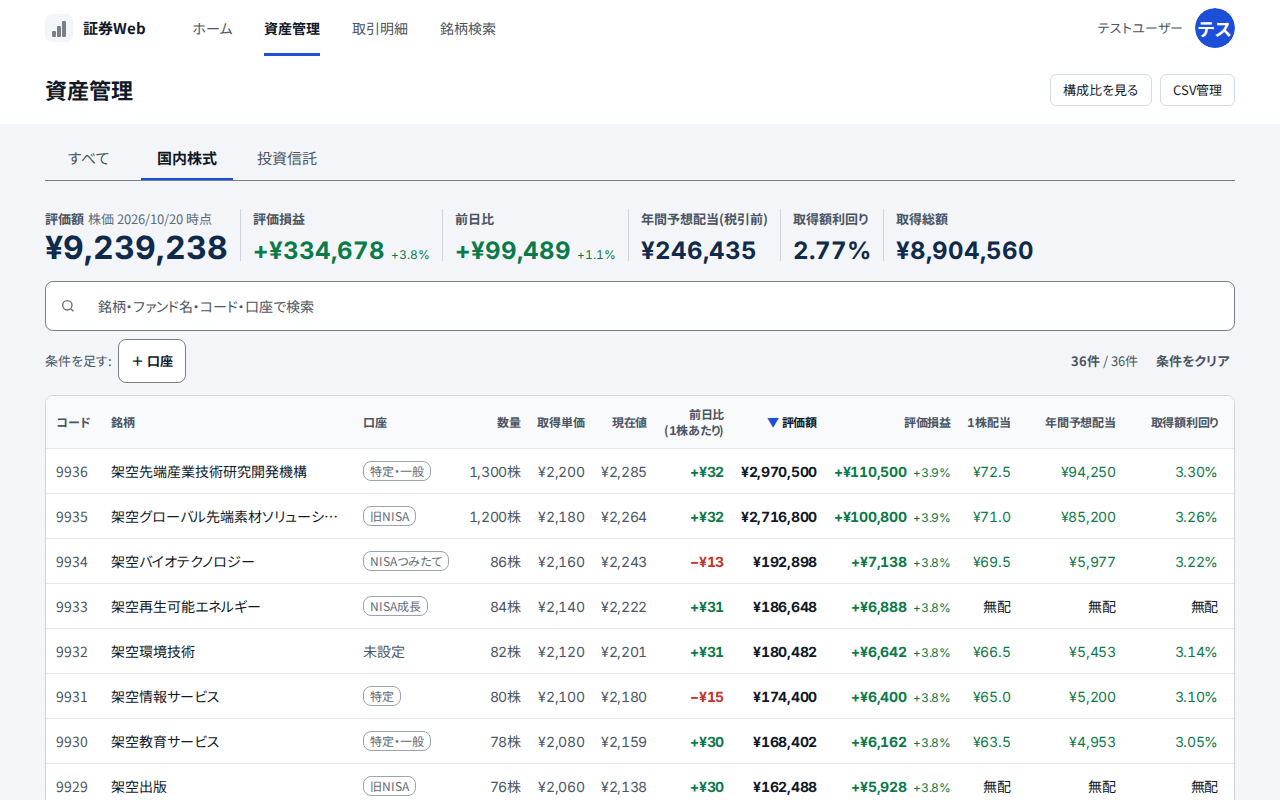 証券Web ホーム 資産管理 取引明細 銘柄検索 テストユーザー テス
資産管理 構成比を見る CSV管理
すべて 国内株式 投資信託
評価額 株価 2026/10/20 時点 評価損益 前日比 年間予想配当(税引前) 取得額利回り 取得総額
¥9,239,238 +¥334,678 +3.8% +¥99,489 +1.1% ¥246,435 2.77% ¥8,904,560
銘柄・ファンド名・コード・口座で検索
条件を足す: + 口座 36件 / 36件 条件をクリア
コード 銘柄 口座 数量 取得単価 現在値 前日比 (1株あたり) ▼ 評価額 評価損益 1株配当 年間予想配当 取得額利回り
9936 架空先端産業技術研究開発機構 特定・一般 1,300株 ¥2,200 ¥2,285 +¥32 ¥2,970,500 +¥110,500 +3.9% ¥72.5 ¥94,250 3.30%
9935 架空グローバル先端素材ソリューシ… 旧NISA 1,200株 ¥2,180 ¥2,264 +¥32 ¥2,716,800 +¥100,800 +3.9% ¥71.0 ¥85,200 3.26%
9934 架空バイオテクノロジー NISAつみたて 86株 ¥2,160 ¥2,243 −¥13 ¥192,898 +¥7,138 +3.8% ¥69.5 ¥5,977 3.22%
9933 架空再生可能エネルギー NISA成長 84株 ¥2,140 ¥2,222 +¥31 ¥186,648 +¥6,888 +3.8% 無配 無配 無配
9932 架空環境技術 未設定 82株 ¥2,120 ¥2,201 +¥31 ¥180,482 +¥6,642 +3.8% ¥66.5 ¥5,453 3.14%
9931 架空情報サービス 特定 80株 ¥2,100 ¥2,180 −¥15 ¥174,400 +¥6,400 +3.8% ¥65.0 ¥5,200 3.10%
9930 架空教育サービス 特定・一般 78株 ¥2,080 ¥2,159 +¥30 ¥168,402 +¥6,162 +3.8% ¥63.5 ¥4,953 3.05%
9929 架空出版 旧NISA 76株 ¥2,060 ¥2,138 +¥30 ¥162,488 +¥5,928 +3.8% 無配 無配 無配